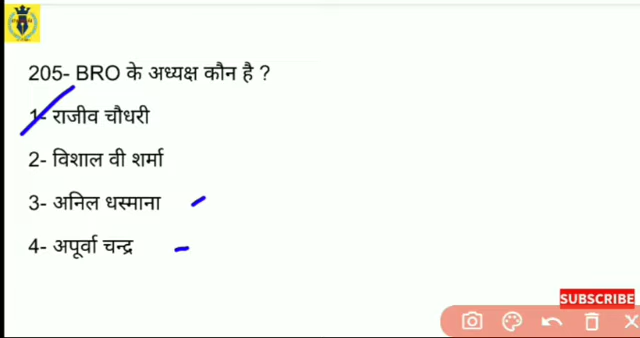 205- BRO के अध्यक्ष कौन है ?
1- राजीव चौधरी
2- विशाल वी शर्मा
3- अनिल धस्माना
4- अपूर्वा चन्द्र
SUBSCRIBE